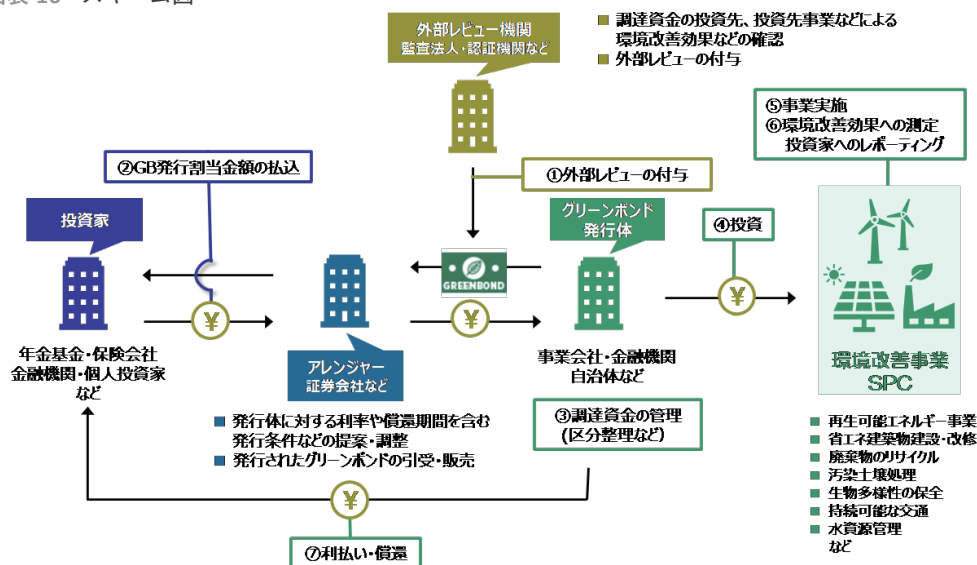 スキーム図
外部レビュー機関
監査法人・認証機関など
■ 調達資金の投資先、投資先事業などによる
環境改善効果などの確認
■ 外部レビューの付与
⑤事業実施
⑥環境改善効果への測定
投資家へのレポーティング
②GB発行割当金額の払込
①外部レビューの付与
投資家
グリーンボンド
発行体
④投資
GREENBOND
¥
¥
¥
年金基金・保険会社
金融機関・個人投資家
など
アレンジャー
証券会社など
事業会社・金融機関
自治体など
環境改善事業
SPC
■ 発行体に対する利率や償還期間を含む
発行条件などの提案・調整
■ 発行されたグリーンボンドの引受・販売
③調達資金の管理
(区分整理など)
■ 再生可能エネルギー事業
■ 省エネ建築物建設・改修
■ 廃棄物のリサイクル
■ 汚染土壌処理
■ 生物多様性の保全
■ 持続可能な交通
■ 水資源管理
など
¥
⑦利払い・償還